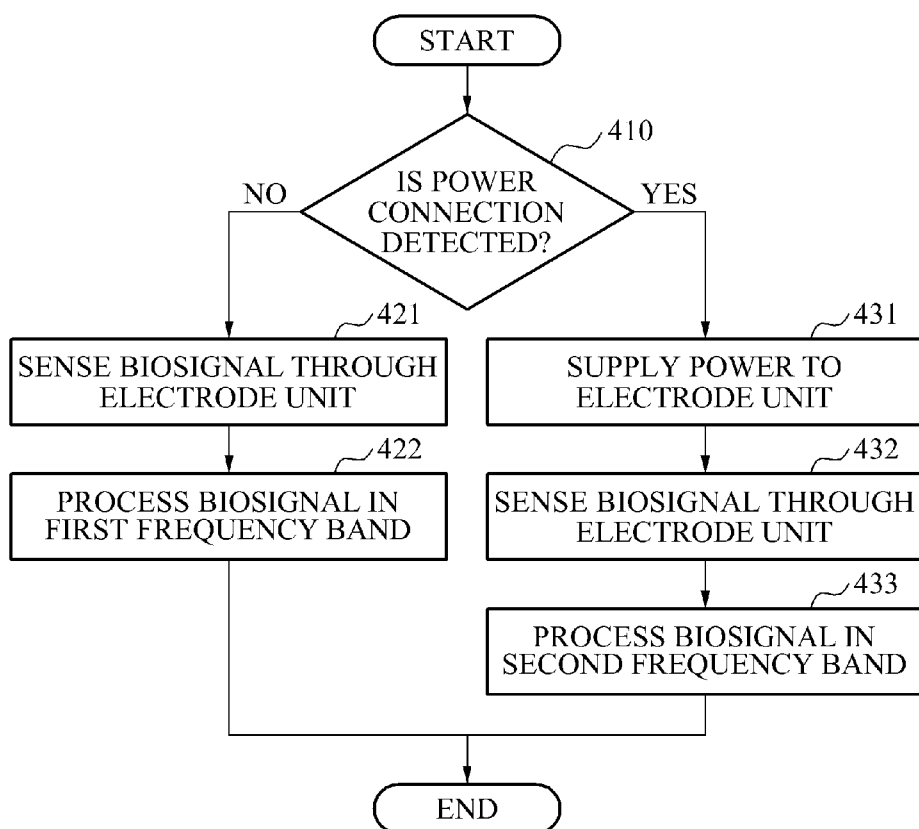 START
410
IS POWER
CONNECTION
DETECTED?
NO
YES
421
SENSE BIOSIGNAL THROUGH
ELECTRODE UNIT
422
PROCESS BIOSIGNAL IN
FIRST FREQUENCY BAND
431
SUPPLY POWER TO
ELECTRODE UNIT
432
SENSE BIOSIGNAL THROUGH
ELECTRODE UNIT
433
PROCESS BIOSIGNAL IN
SECOND FREQUENCY BAND
END